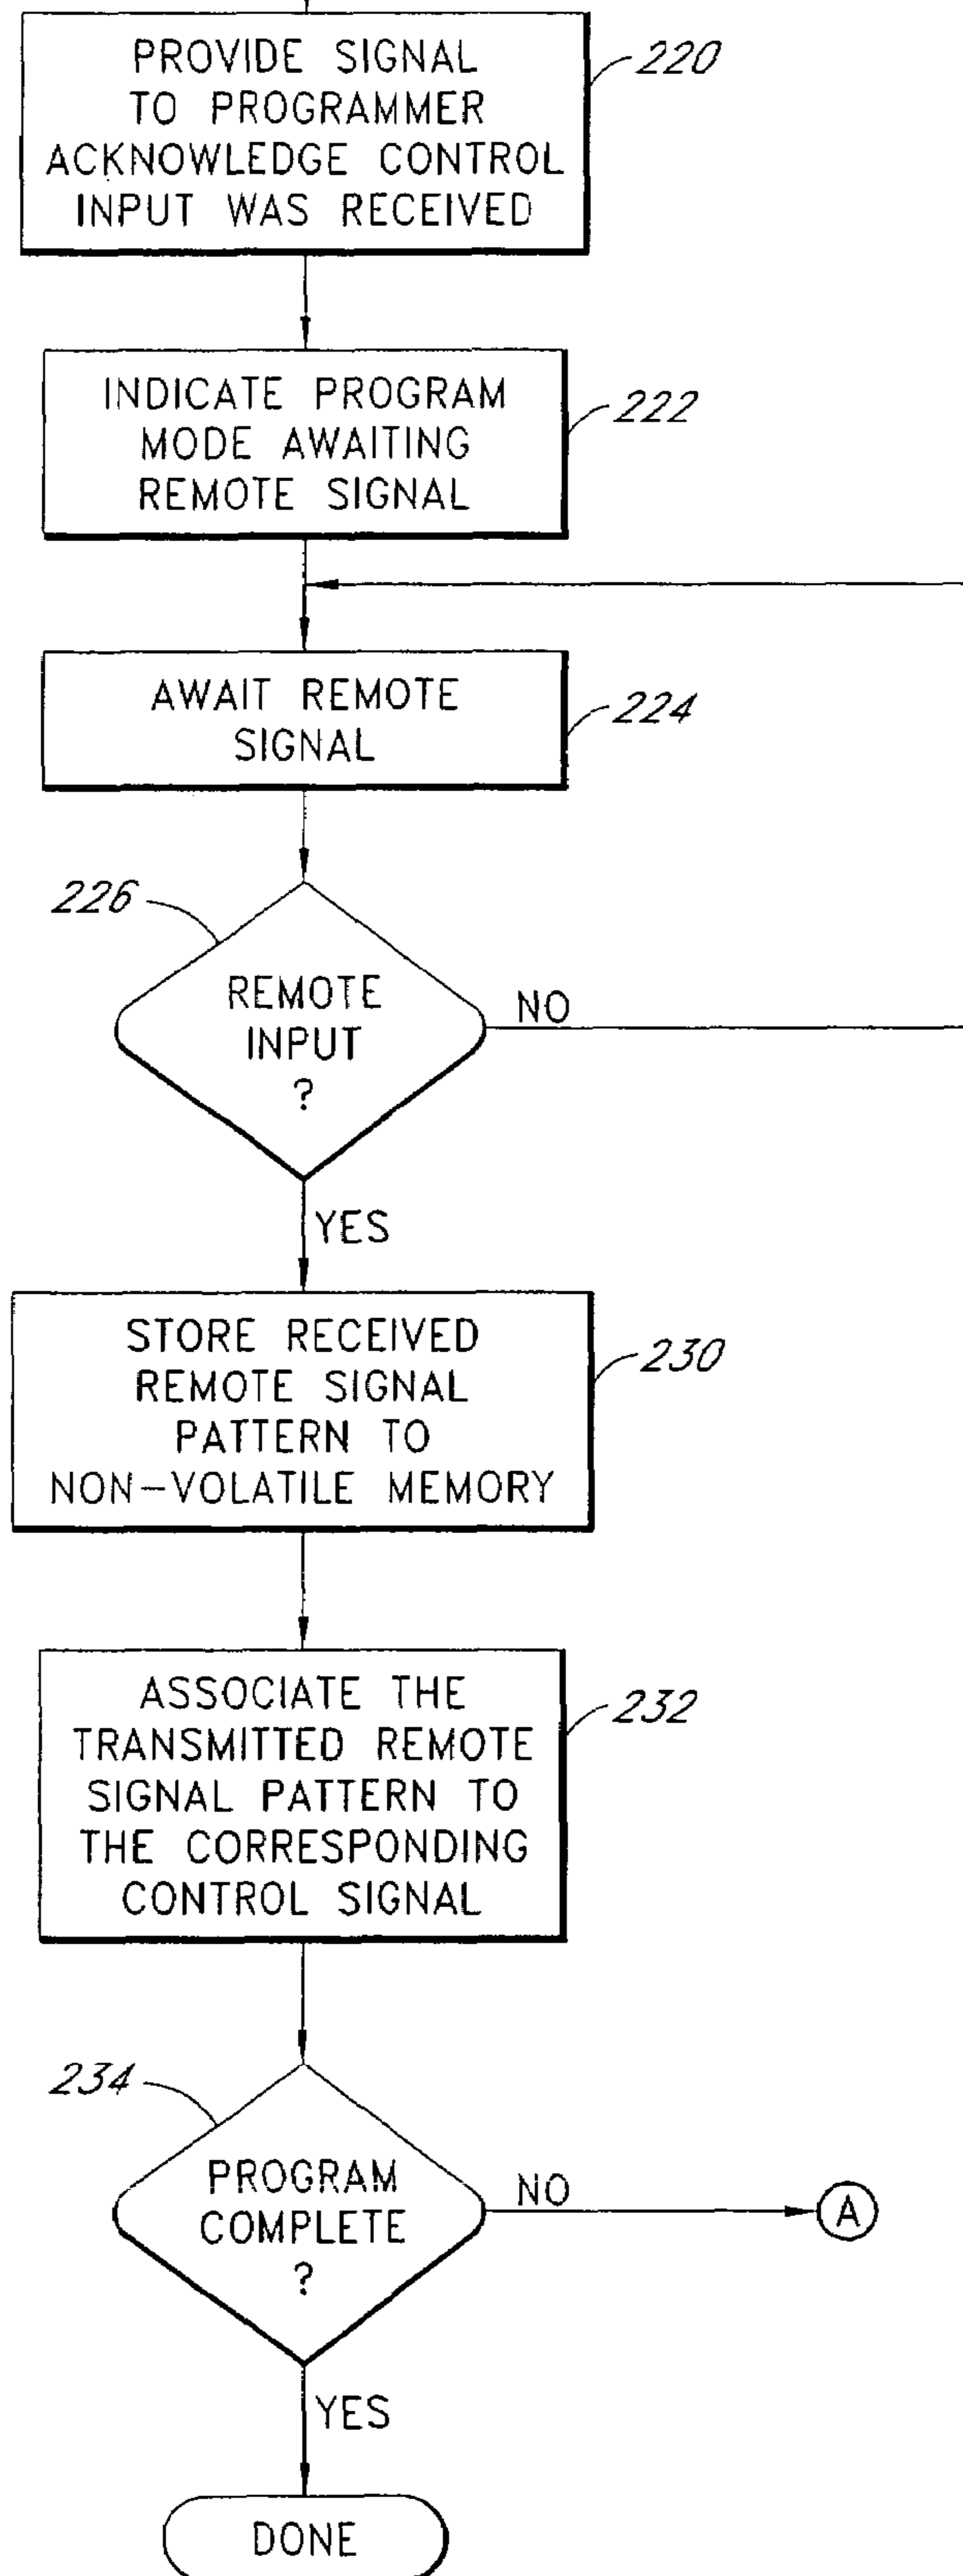 PROVIDE SIGNAL
TO PROGRAMMER
ACKNOWLEDGE CONTROL
INPUT WAS RECEIVED
220
INDICATE PROGRAM
MODE AWAITING
REMOTE SIGNAL
222
AWAIT REMOTE
SIGNAL
224
226
REMOTE
INPUT
?
NO
YES
STORE RECEIVED
REMOTE SIGNAL
PATTERN TO
NON-VOLATILE MEMORY
230
ASSOCIATE THE
TRANSMITTED REMOTE
SIGNAL PATTERN TO
THE CORRESPONDING
CONTROL SIGNAL
232
234
PROGRAM
COMPLETE
?
NO
A
YES
DONE